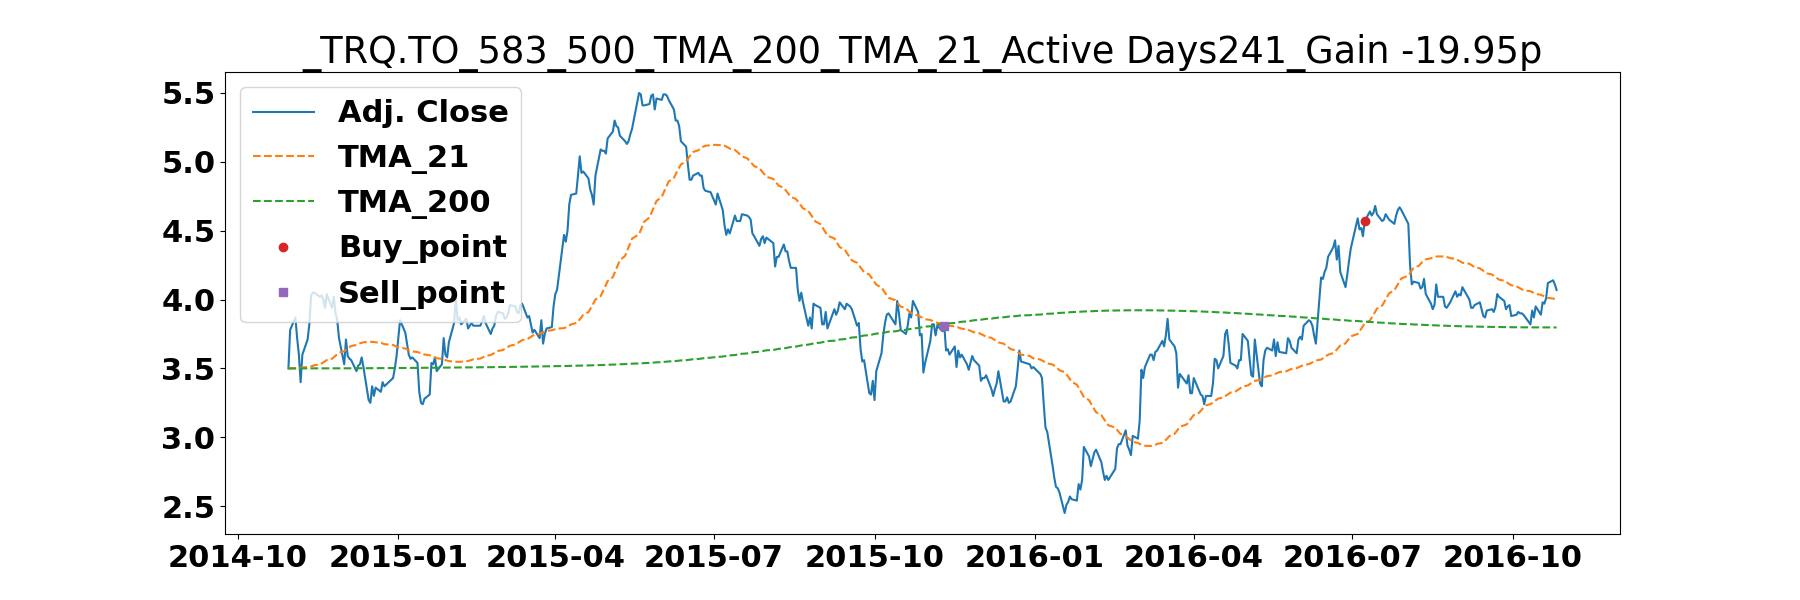 _TRQ.TO_583_500_TMA_200_TMA_21_Active Days241_Gain -19.95p
5.5
5.0
4.5
4.0
3.5
3.0
2.5
Adj. Close
TMA_21
TMA_200
Buy_point
Sell_point
2014-10 2015-01 2015-04 2015-07 2015-10 2016-01 2016-04 2016-07 2016-10